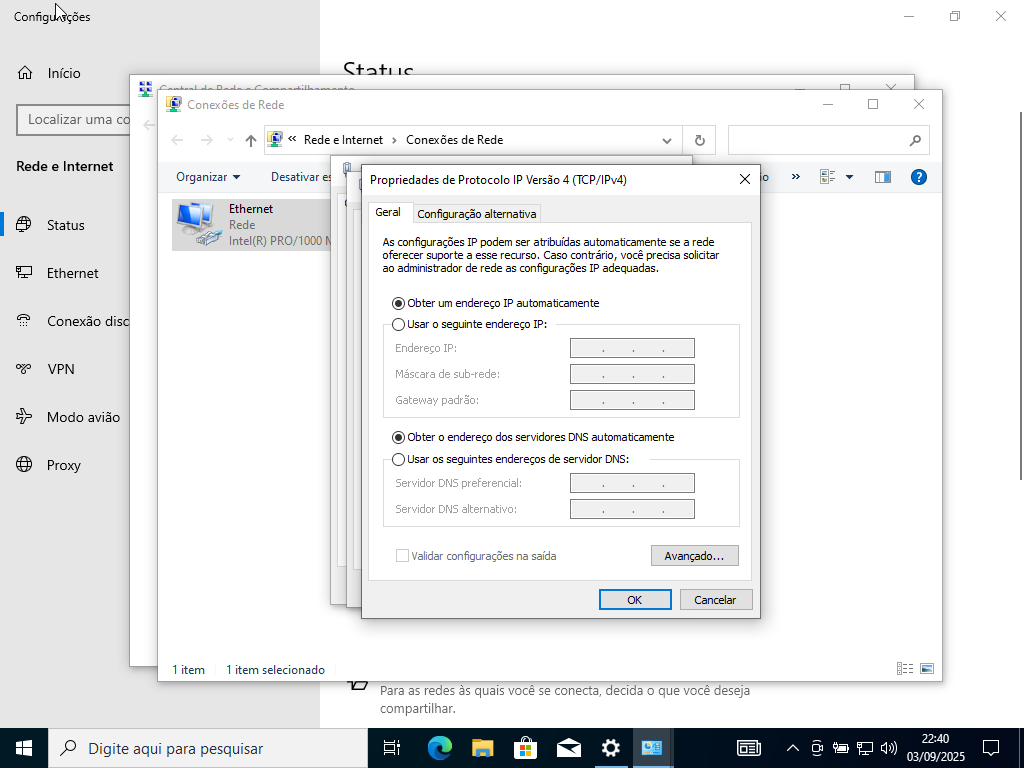 Configurações
Início
Localizar uma co
Rede e Internet
Status
Ethernet
Conexão disc
VPN
Modo avião
Proxy
Status
Central de Rede e Compartilhamento
Conexões de Rede
« Rede e Internet › Conexões de Rede
Organizar
Desativar es
io
»
Ethernet
Rede
Intel(R) PRO/1000 M
Propriedades de Protocolo IP Versão 4 (TCP/IPv4)
Geral
Configuração alternativa
As configurações IP podem ser atribuídas automaticamente se a rede
oferecer suporte a esse recurso. Caso contrário, você precisa solicitar
ao administrador de rede as configurações IP adequadas.
Obter um endereço IP automaticamente
Usar o seguinte endereço IP:
Endereço IP: . . .
Máscara de sub-rede: . . .
Gateway padrão: . . .
Obter o endereço dos servidores DNS automaticamente
Usar os seguintes endereços de servidor DNS:
Servidor DNS preferencial: . . .
Servidor DNS alternativo: . . .
Validar configurações na saída
Avançado...
OK
Cancelar
1 item
1 item selecionado
Para as redes às quais você se conecta, decida o que você deseja
compartilhar.
Digite aqui para pesquisar
22:40
03/09/2025